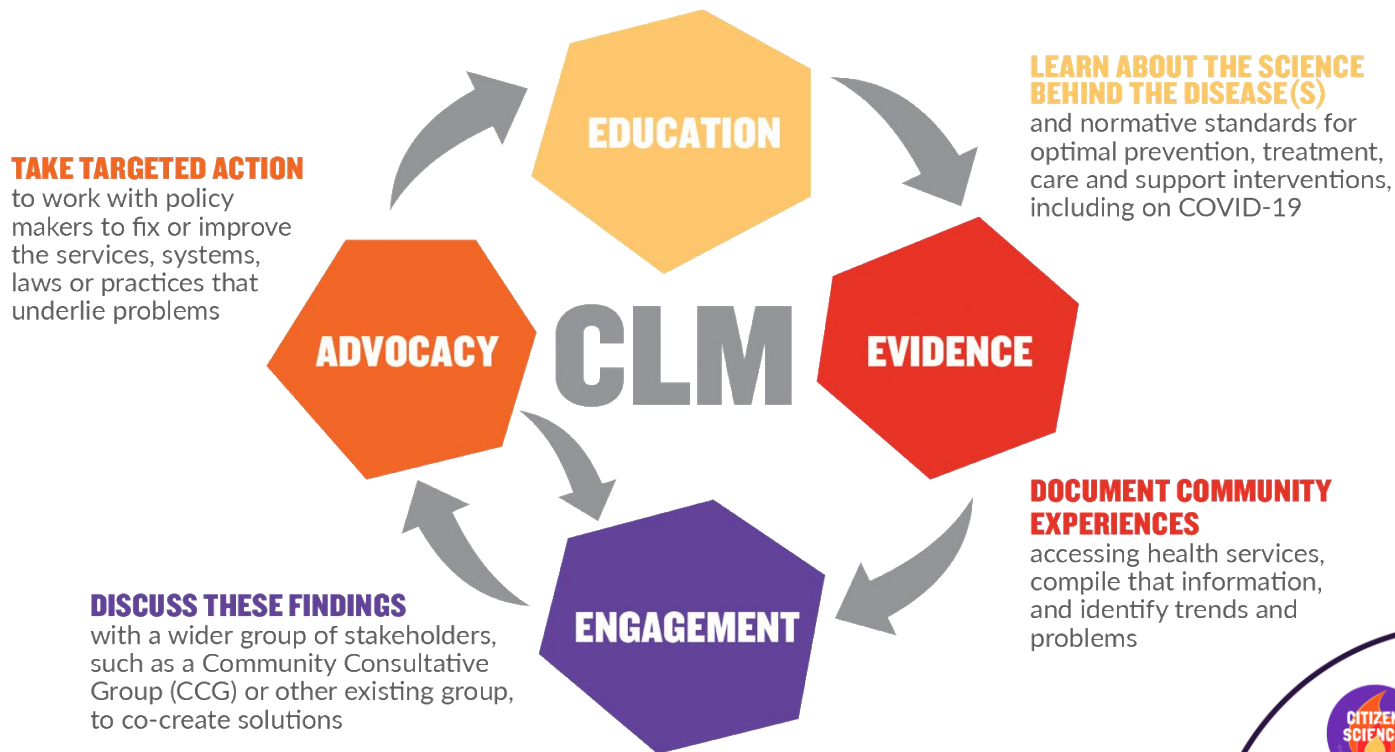 EDUCATION
LEARN ABOUT THE SCIENCE
BEHIND THE DISEASE(S)
and normative standards for
optimal prevention, treatment,
care and support interventions,
including on COVID-19
TAKE TARGETED ACTION
to work with policy
makers to fix or improve
the services, systems,
laws or practices that
underlie problems
ADVOCACY
CLM
EVIDENCE
DOCUMENT COMMUNITY
EXPERIENCES
accessing health services,
compile that information,
and identify trends and
problems
DISCUSS THESE FINDINGS
with a wider group of stakeholders,
such as a Community Consultative
Group (CCG) or other existing group,
to co-create solutions
ENGAGEMENT
CITIZEN
SCIENC